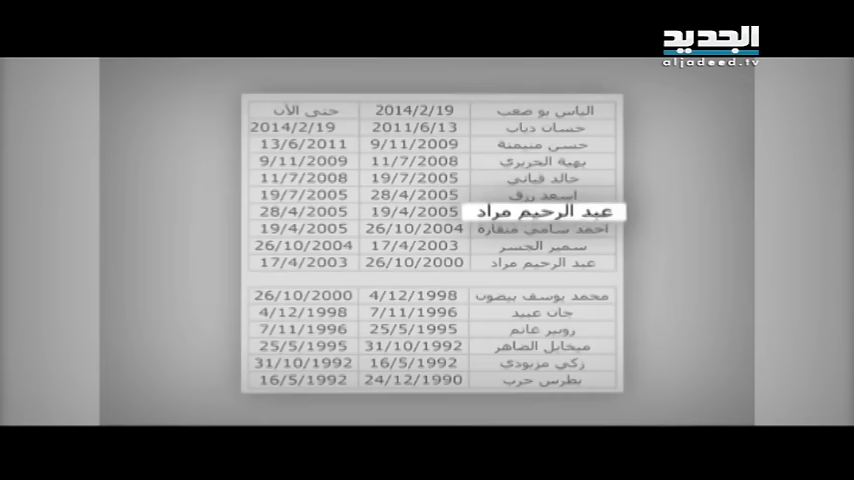 الجديد
aljadeed.tv
الياس بو صعب 2014/2/19 حتى الآن
حسان دياب 2011/6/13 2014/2/19
حسن منيمنة 9/11/2009 13/6/2011
بهية الحريري 11/7/2008 9/11/2009
خالد قباني 19/7/2005 11/7/2008
اسعد رزق 28/4/2005 19/7/2005
عبد الرحيم مراد 19/4/2005 28/4/2005
احمد سامي منقارة 26/10/2004 19/4/2005
سمير الجسر 17/4/2003 26/10/2004
عبد الرحيم مراد 26/10/2000 17/4/2003
محمد يوسف بيضون 4/12/1998 26/10/2000
جان عبيد 7/11/1996 4/12/1998
روبير غانم 25/5/1995 7/11/1996
ميخايل الضاهر 31/10/1992 25/5/1995
زكي مزبودي 16/5/1992 31/10/1992
بطرس حرب 24/12/1990 16/5/1992